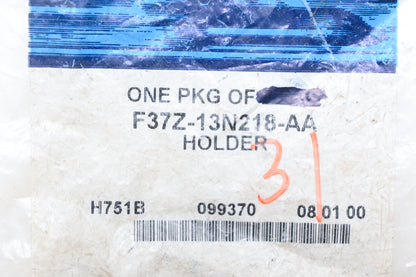 ONE PKG OF
F37Z-13N218-AA
HOLDER
31
H751B 099370 08 01 00